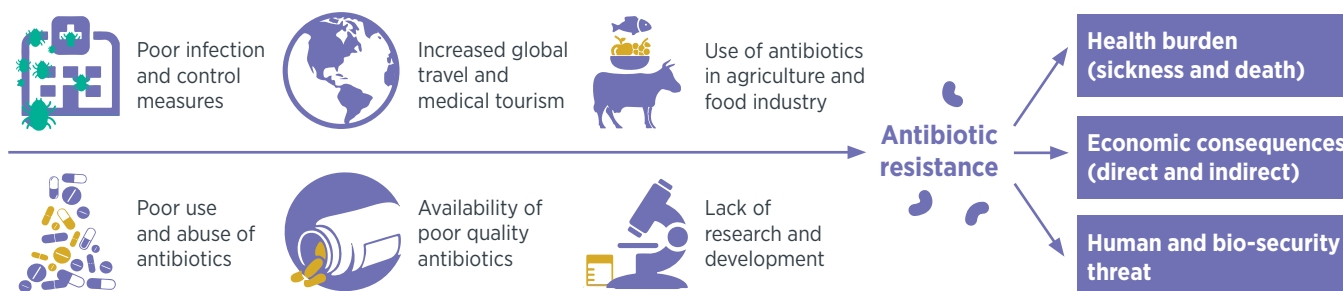 Poor infection
and control
measures
Increased global
travel and
medical tourism
Use of antibiotics
in agriculture and
food industry
Poor use
and abuse of
antibiotics
Availability of
poor quality
antibiotics
Lack of
research and
development
Antibiotic
resistance
Health burden
(sickness and death)
Economic consequences
(direct and indirect)
Human and bio-security
threat